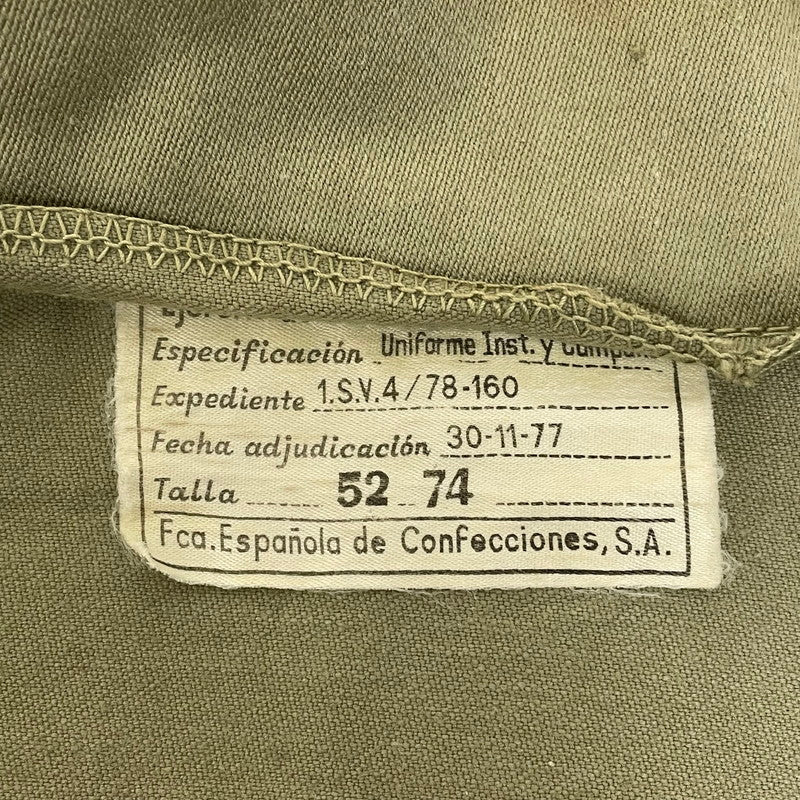 Especificación Uniforme Inst. y
Expediente 1.S.V.4/78-160
Fecha adjudicación 30-11-77
Talla 52 74
Fca. Española de Confecciones, S.A.